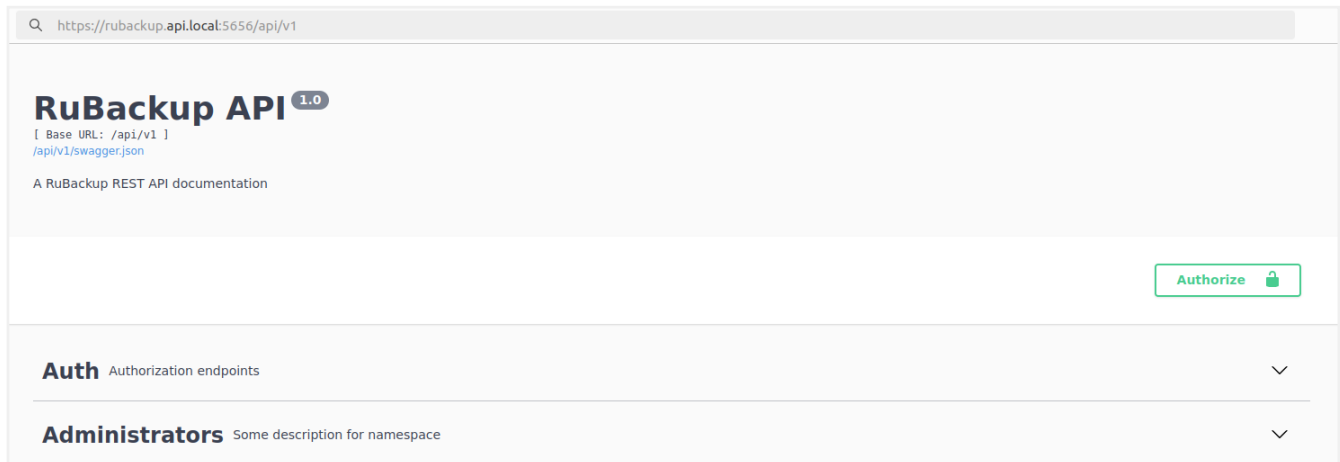 https://rubackup.api.local:5656/api/v1
RuBackup API 1.0
[ Base URL: /api/v1 ]
/api/v1/swagger.json
A RuBackup REST API documentation
Authorize
Auth Authorization endpoints
Administrators Some description for namespace